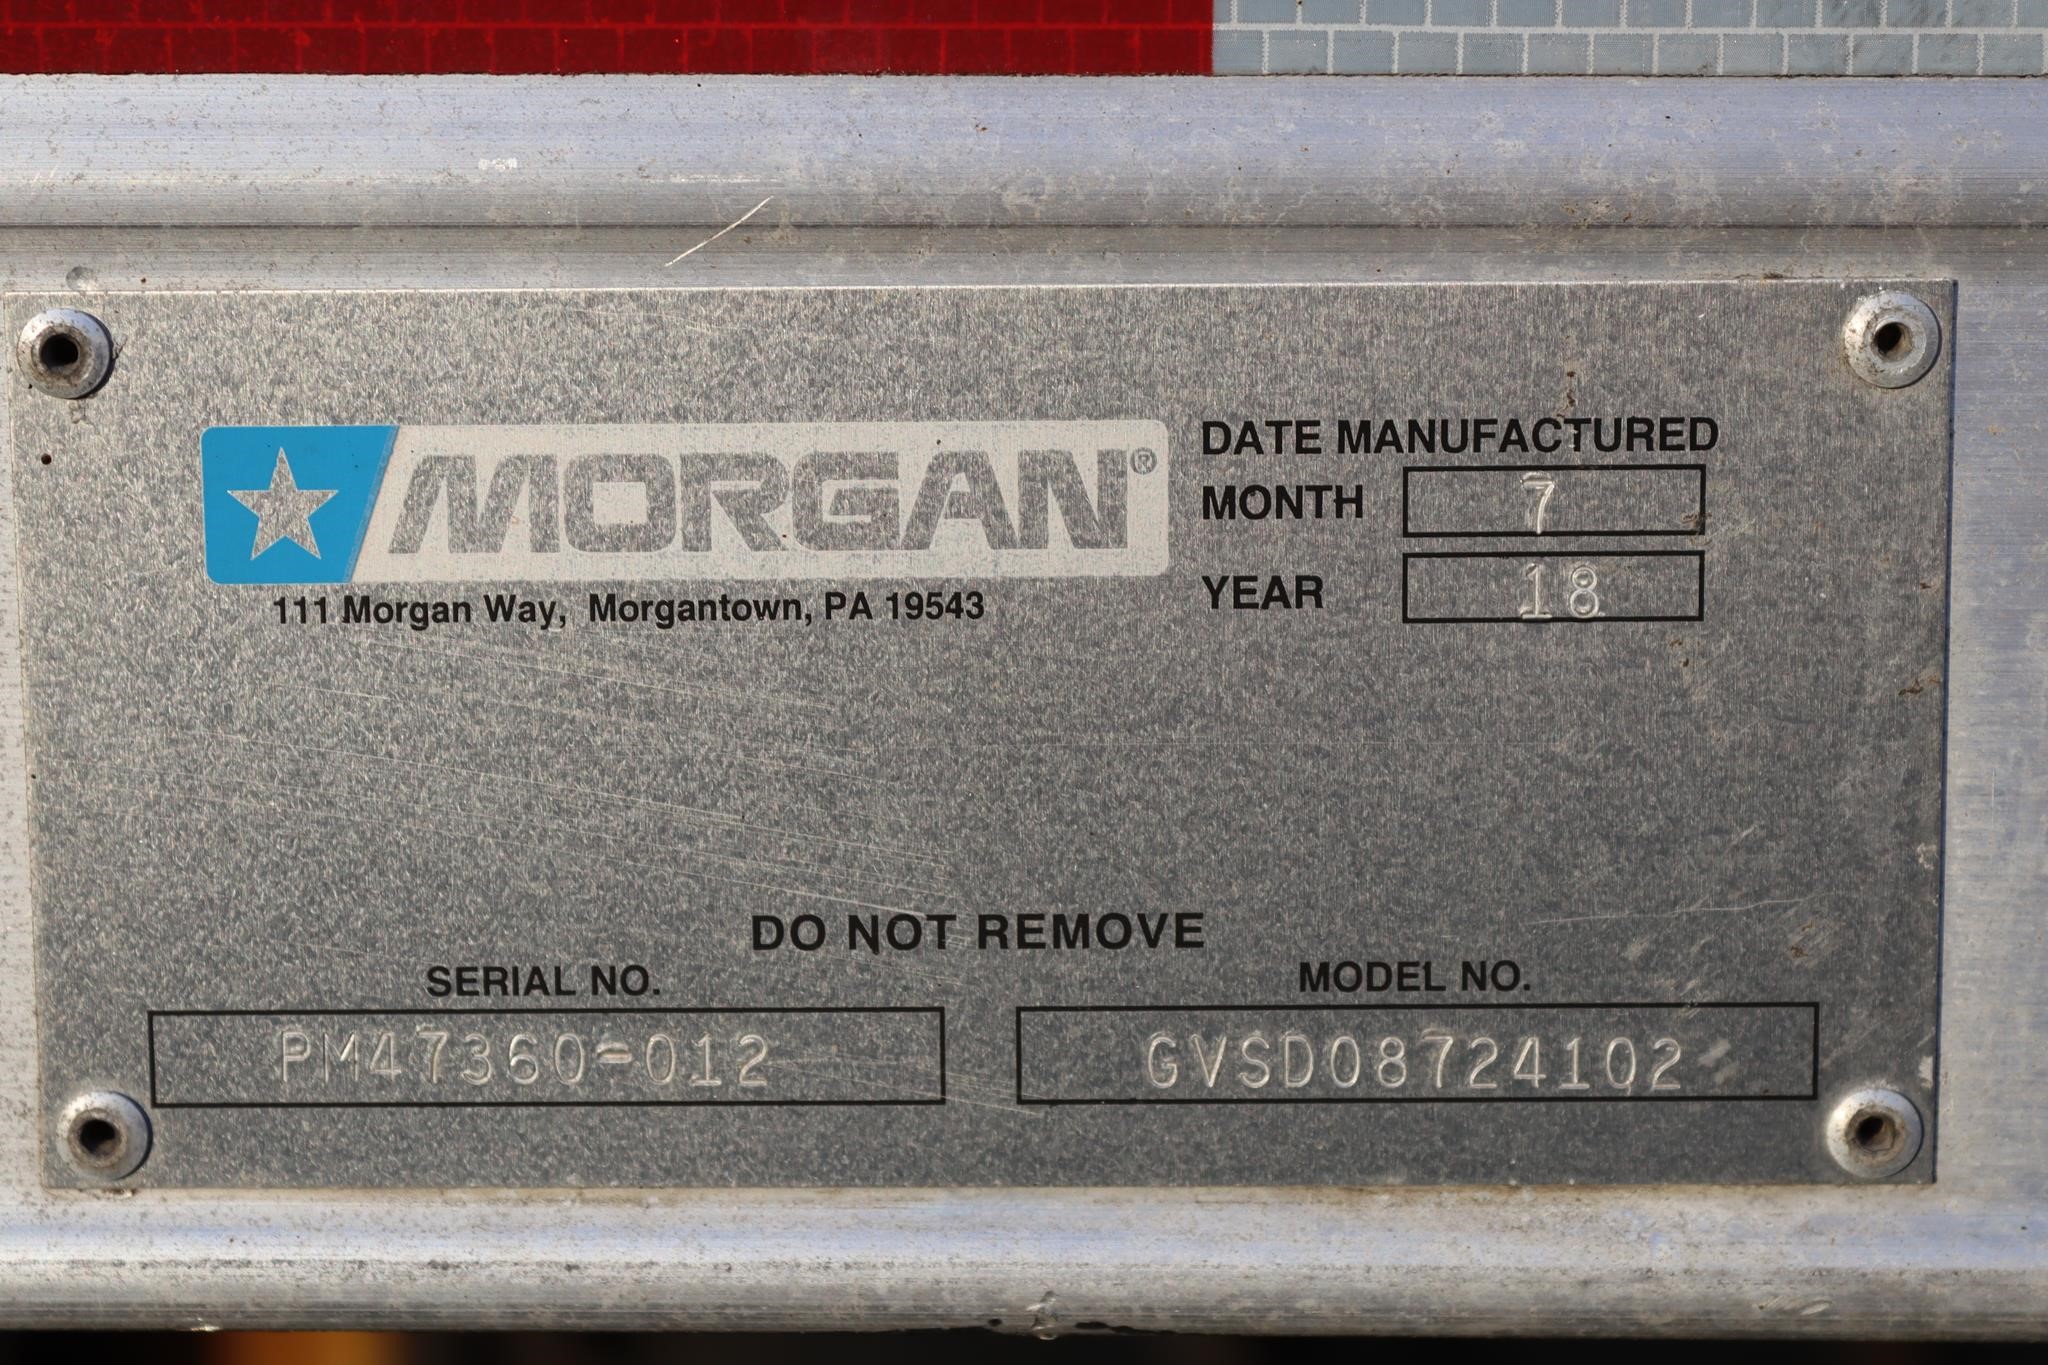 MORGAN®
111 Morgan Way, Morgantown, PA 19543
DATE MANUFACTURED
MONTH 7
YEAR 18
DO NOT REMOVE
SERIAL NO.
PM47360-012
MODEL NO.
GVSD08724102